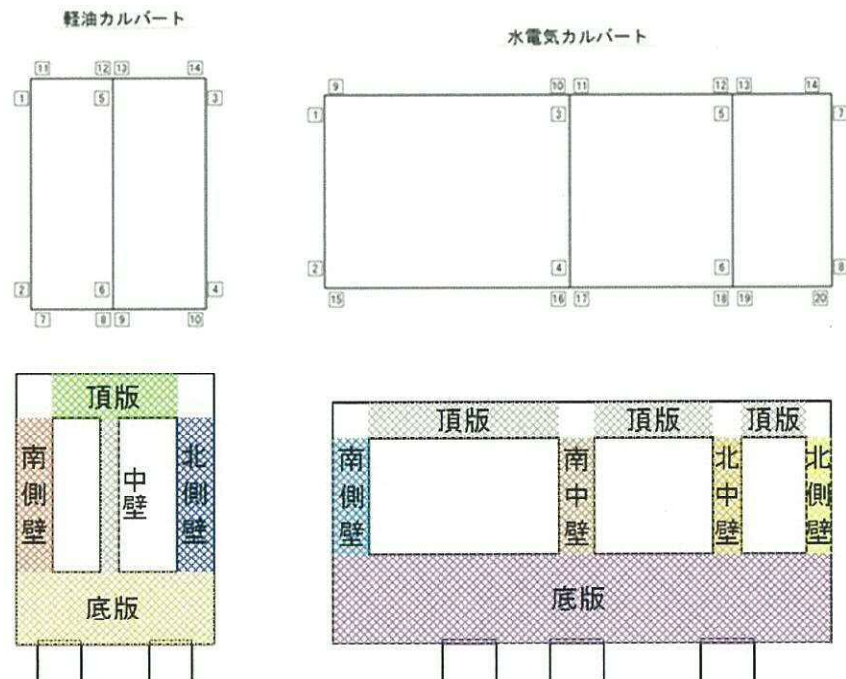 軽油カルバート
11 12 13 14
1 5 3
2 6 4
7 8 9 10
水電気カルバート
9 10 11 12 13 14
1 3 5 7
2 4 6 8
15 16 17 18 19 20
頂版
南側壁
中壁
北側壁
底版
頂版 頂版 頂版
南側壁
南中壁
北中壁
北側壁
底版